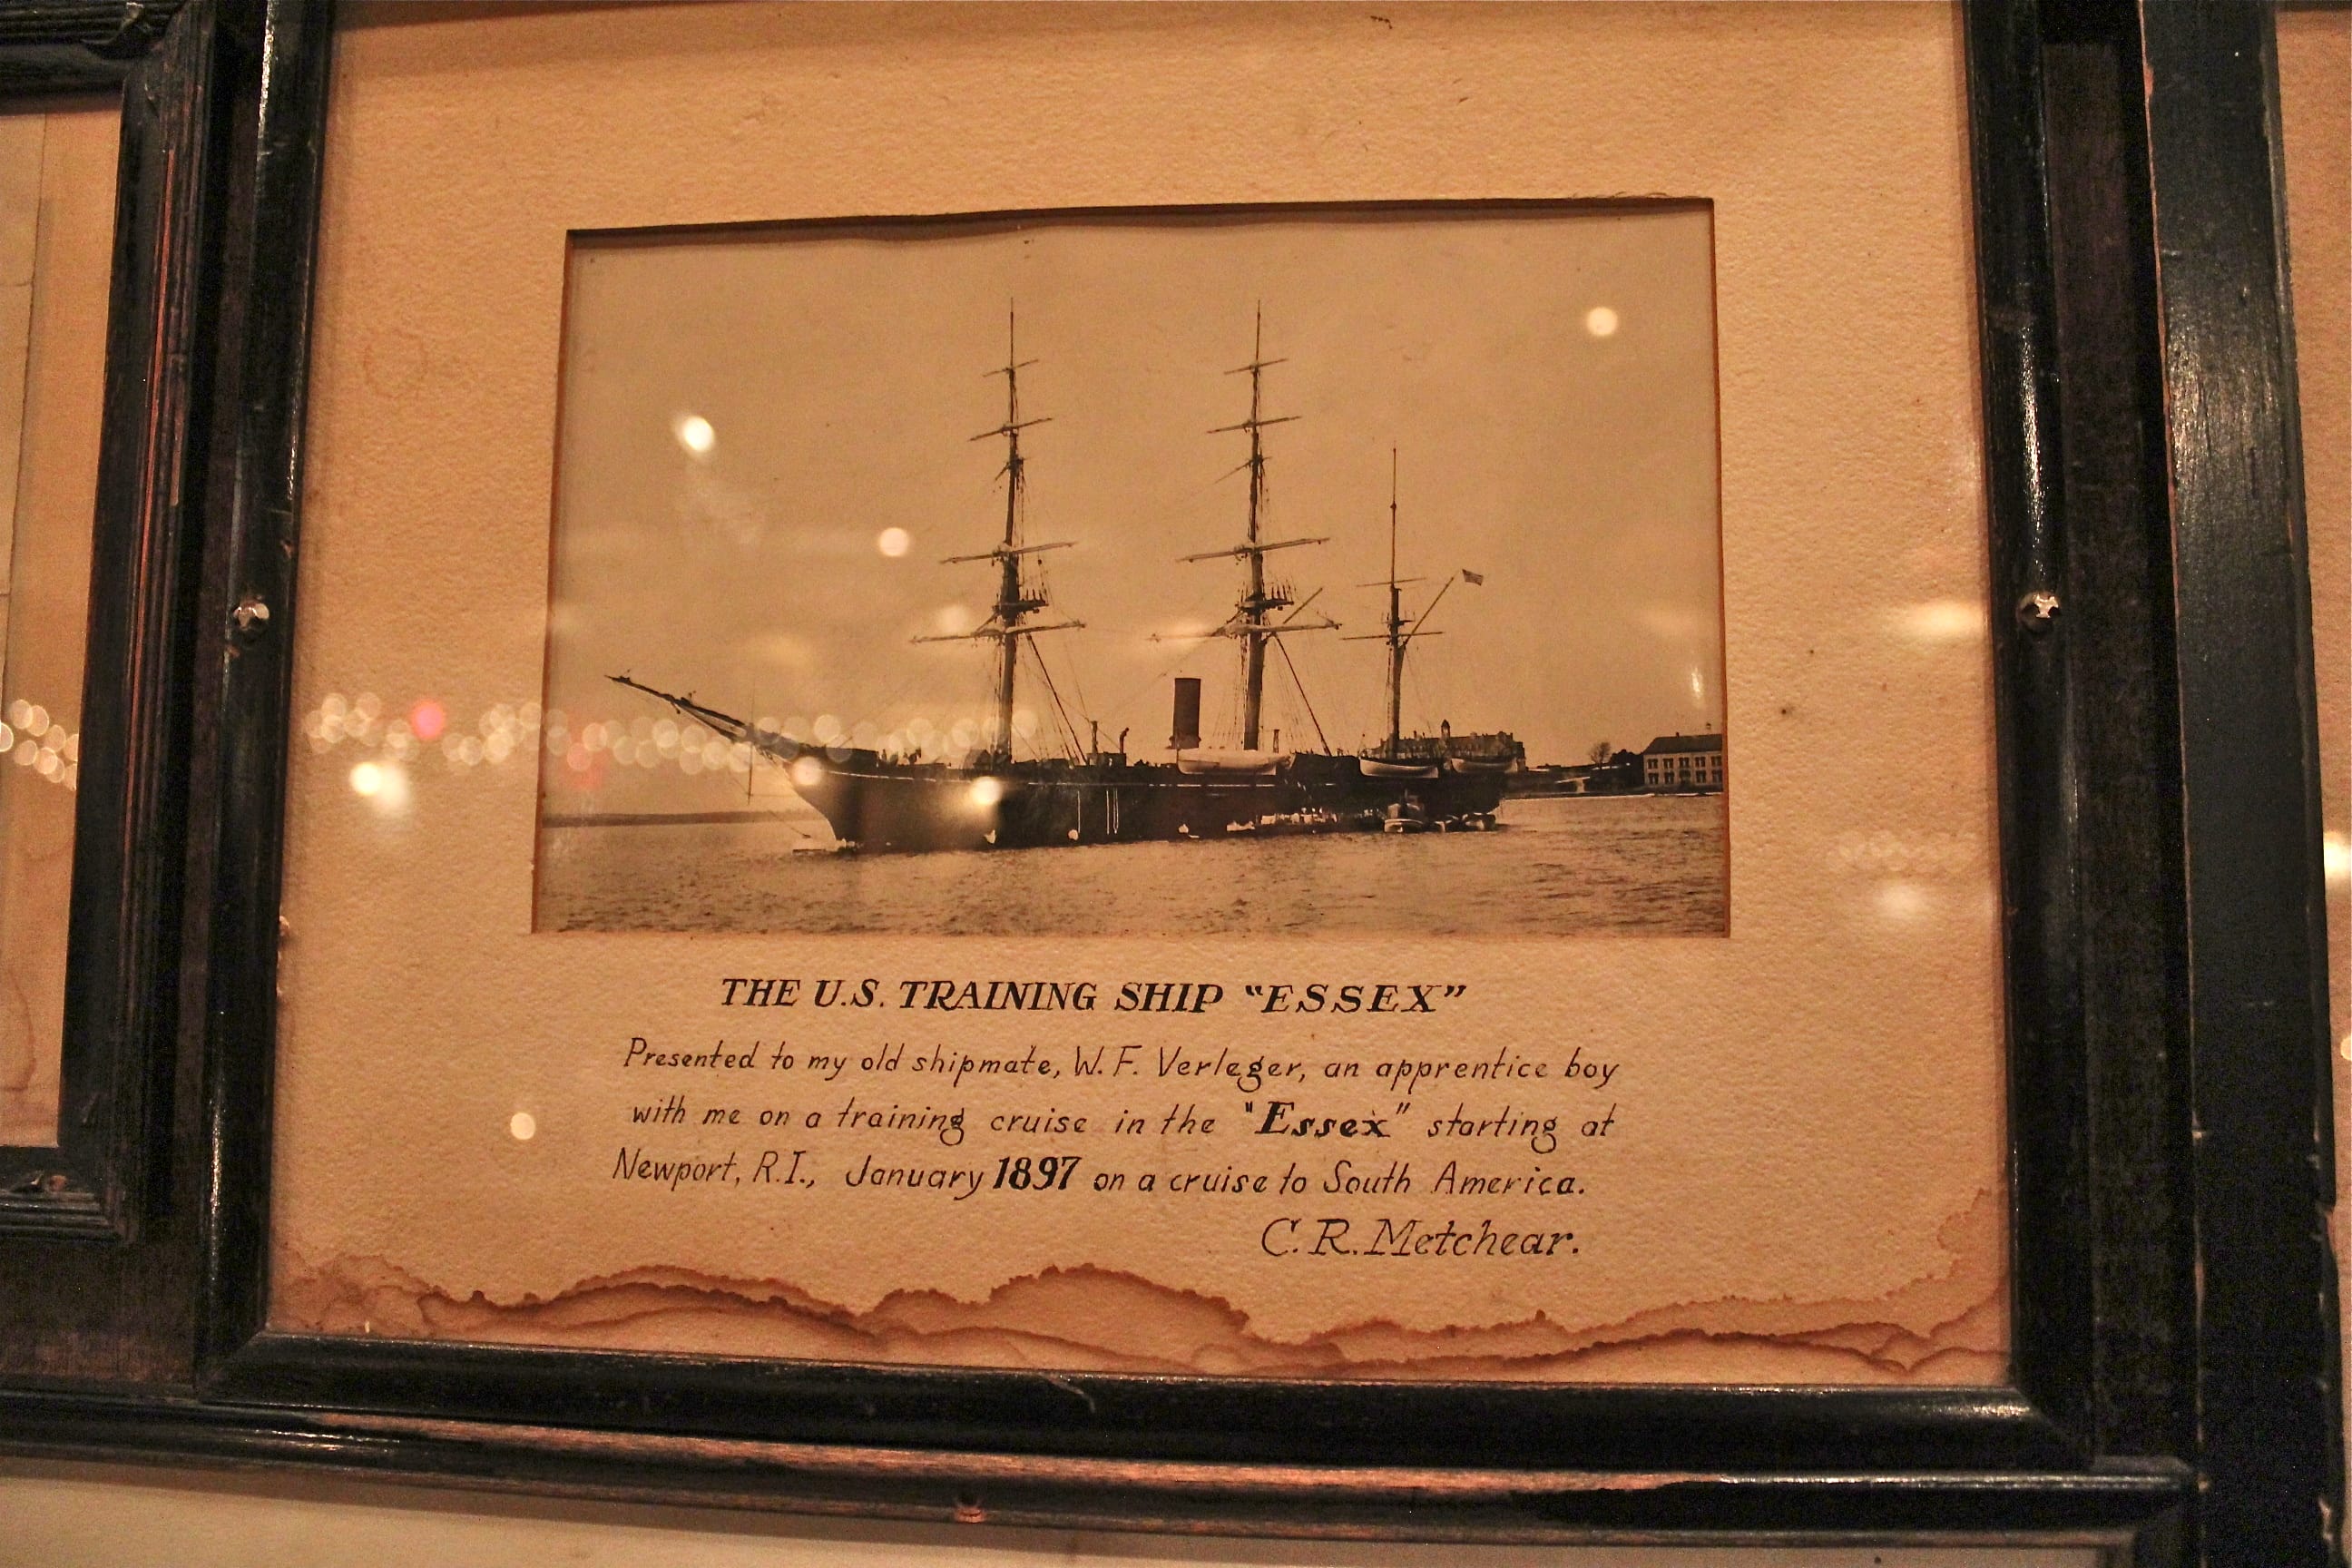 THE U.S. TRAINING SHIP "ESSEX"
Presented to my old shipmate, W. F. Verleger, an apprentice boy
with me on a training cruise in the "Essex" starting at
Newport, R.I., January 1897 on a cruise to South America.
C. R. Metchear.